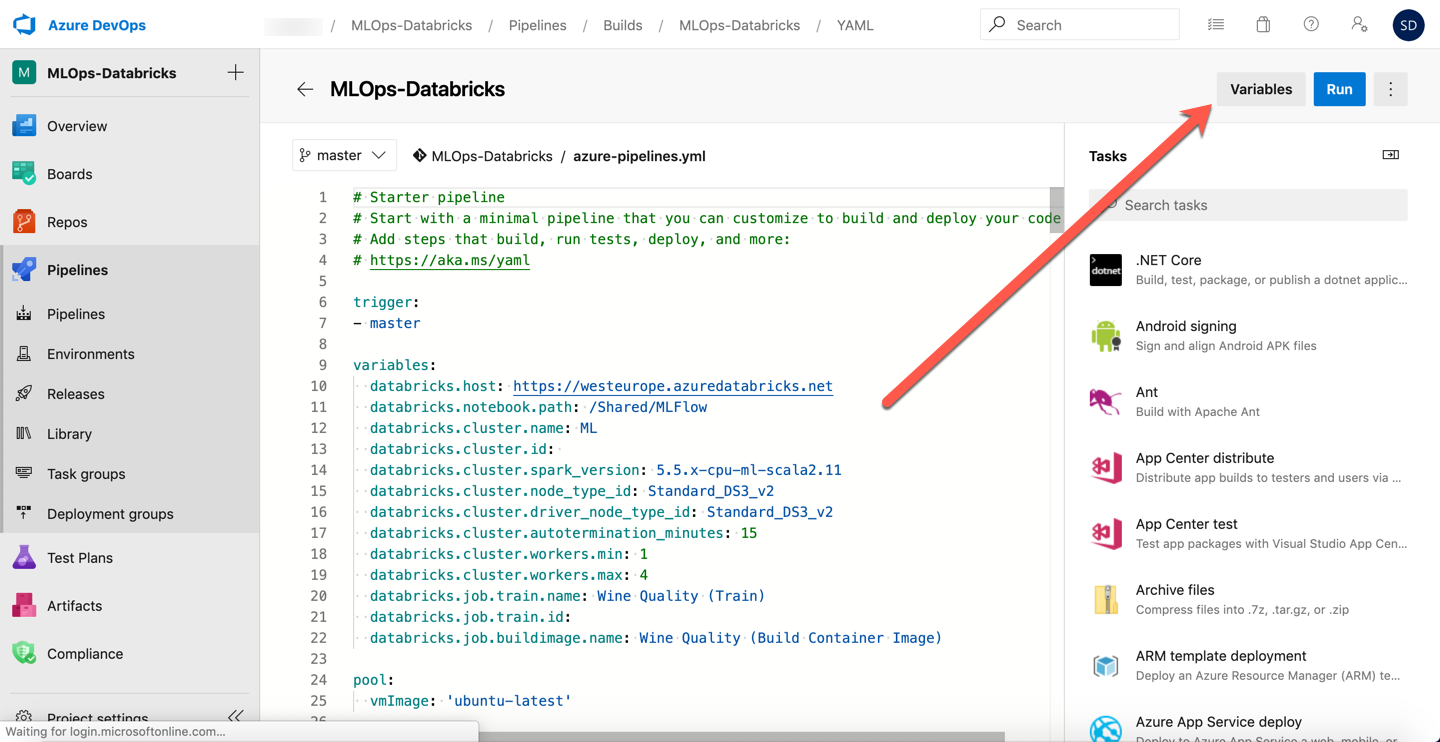 Azure DevOps
/ MLOps-Databricks / Pipelines / Builds / MLOps-Databricks / YAML
Search
SD
M MLOps-Databricks
Overview
Boards
Repos
Pipelines
Pipelines
Environments
Releases
Library
Task groups
Deployment groups
Test Plans
Artifacts
Compliance
Project settings
Waiting for login.microsoftonline.com...
MLOps-Databricks
Variables
Run
master
MLOps-Databricks / azure-pipelines.yml
1 # Starter pipeline
2 # Start with a minimal pipeline that you can customize to build and deploy your code
3 # Add steps that build, run tests, deploy, and more:
4 # https://aka.ms/yaml
5
6 trigger:
7 - master
8
9 variables:
10 databricks.host: https://westeurope.azuredatabricks.net
11 databricks.notebook.path: /Shared/MLFlow
12 databricks.cluster.name: ML
13 databricks.cluster.id:
14 databricks.cluster.spark_version: 5.5.x-cpu-ml-scala2.11
15 databricks.cluster.node_type_id: Standard_DS3_v2
16 databricks.cluster.driver_node_type_id: Standard_DS3_v2
17 databricks.cluster.autotermination_minutes: 15
18 databricks.cluster.workers.min: 1
19 databricks.cluster.workers.max: 4
20 databricks.job.train.name: Wine Quality (Train)
21 databricks.job.train.id:
22 databricks.job.buildimage.name: Wine Quality (Build Container Image)
23
24 pool:
25 vmImage: 'ubuntu-latest'
26
Tasks
Search tasks
dotnet
.NET Core
Build, test, package, or publish a dotnet applic...
Android signing
Sign and align Android APK files
Ant
Build with Apache Ant
App Center distribute
Distribute app builds to testers and users via ...
App Center test
Test app packages with Visual Studio App Cen...
Archive files
Compress files into .7z, .tar.gz, or .zip
ARM template deployment
Deploy an Azure Resource Manager (ARM) te...
Azure App Service deploy
Deploy to Azure App Service a web, mobile, or